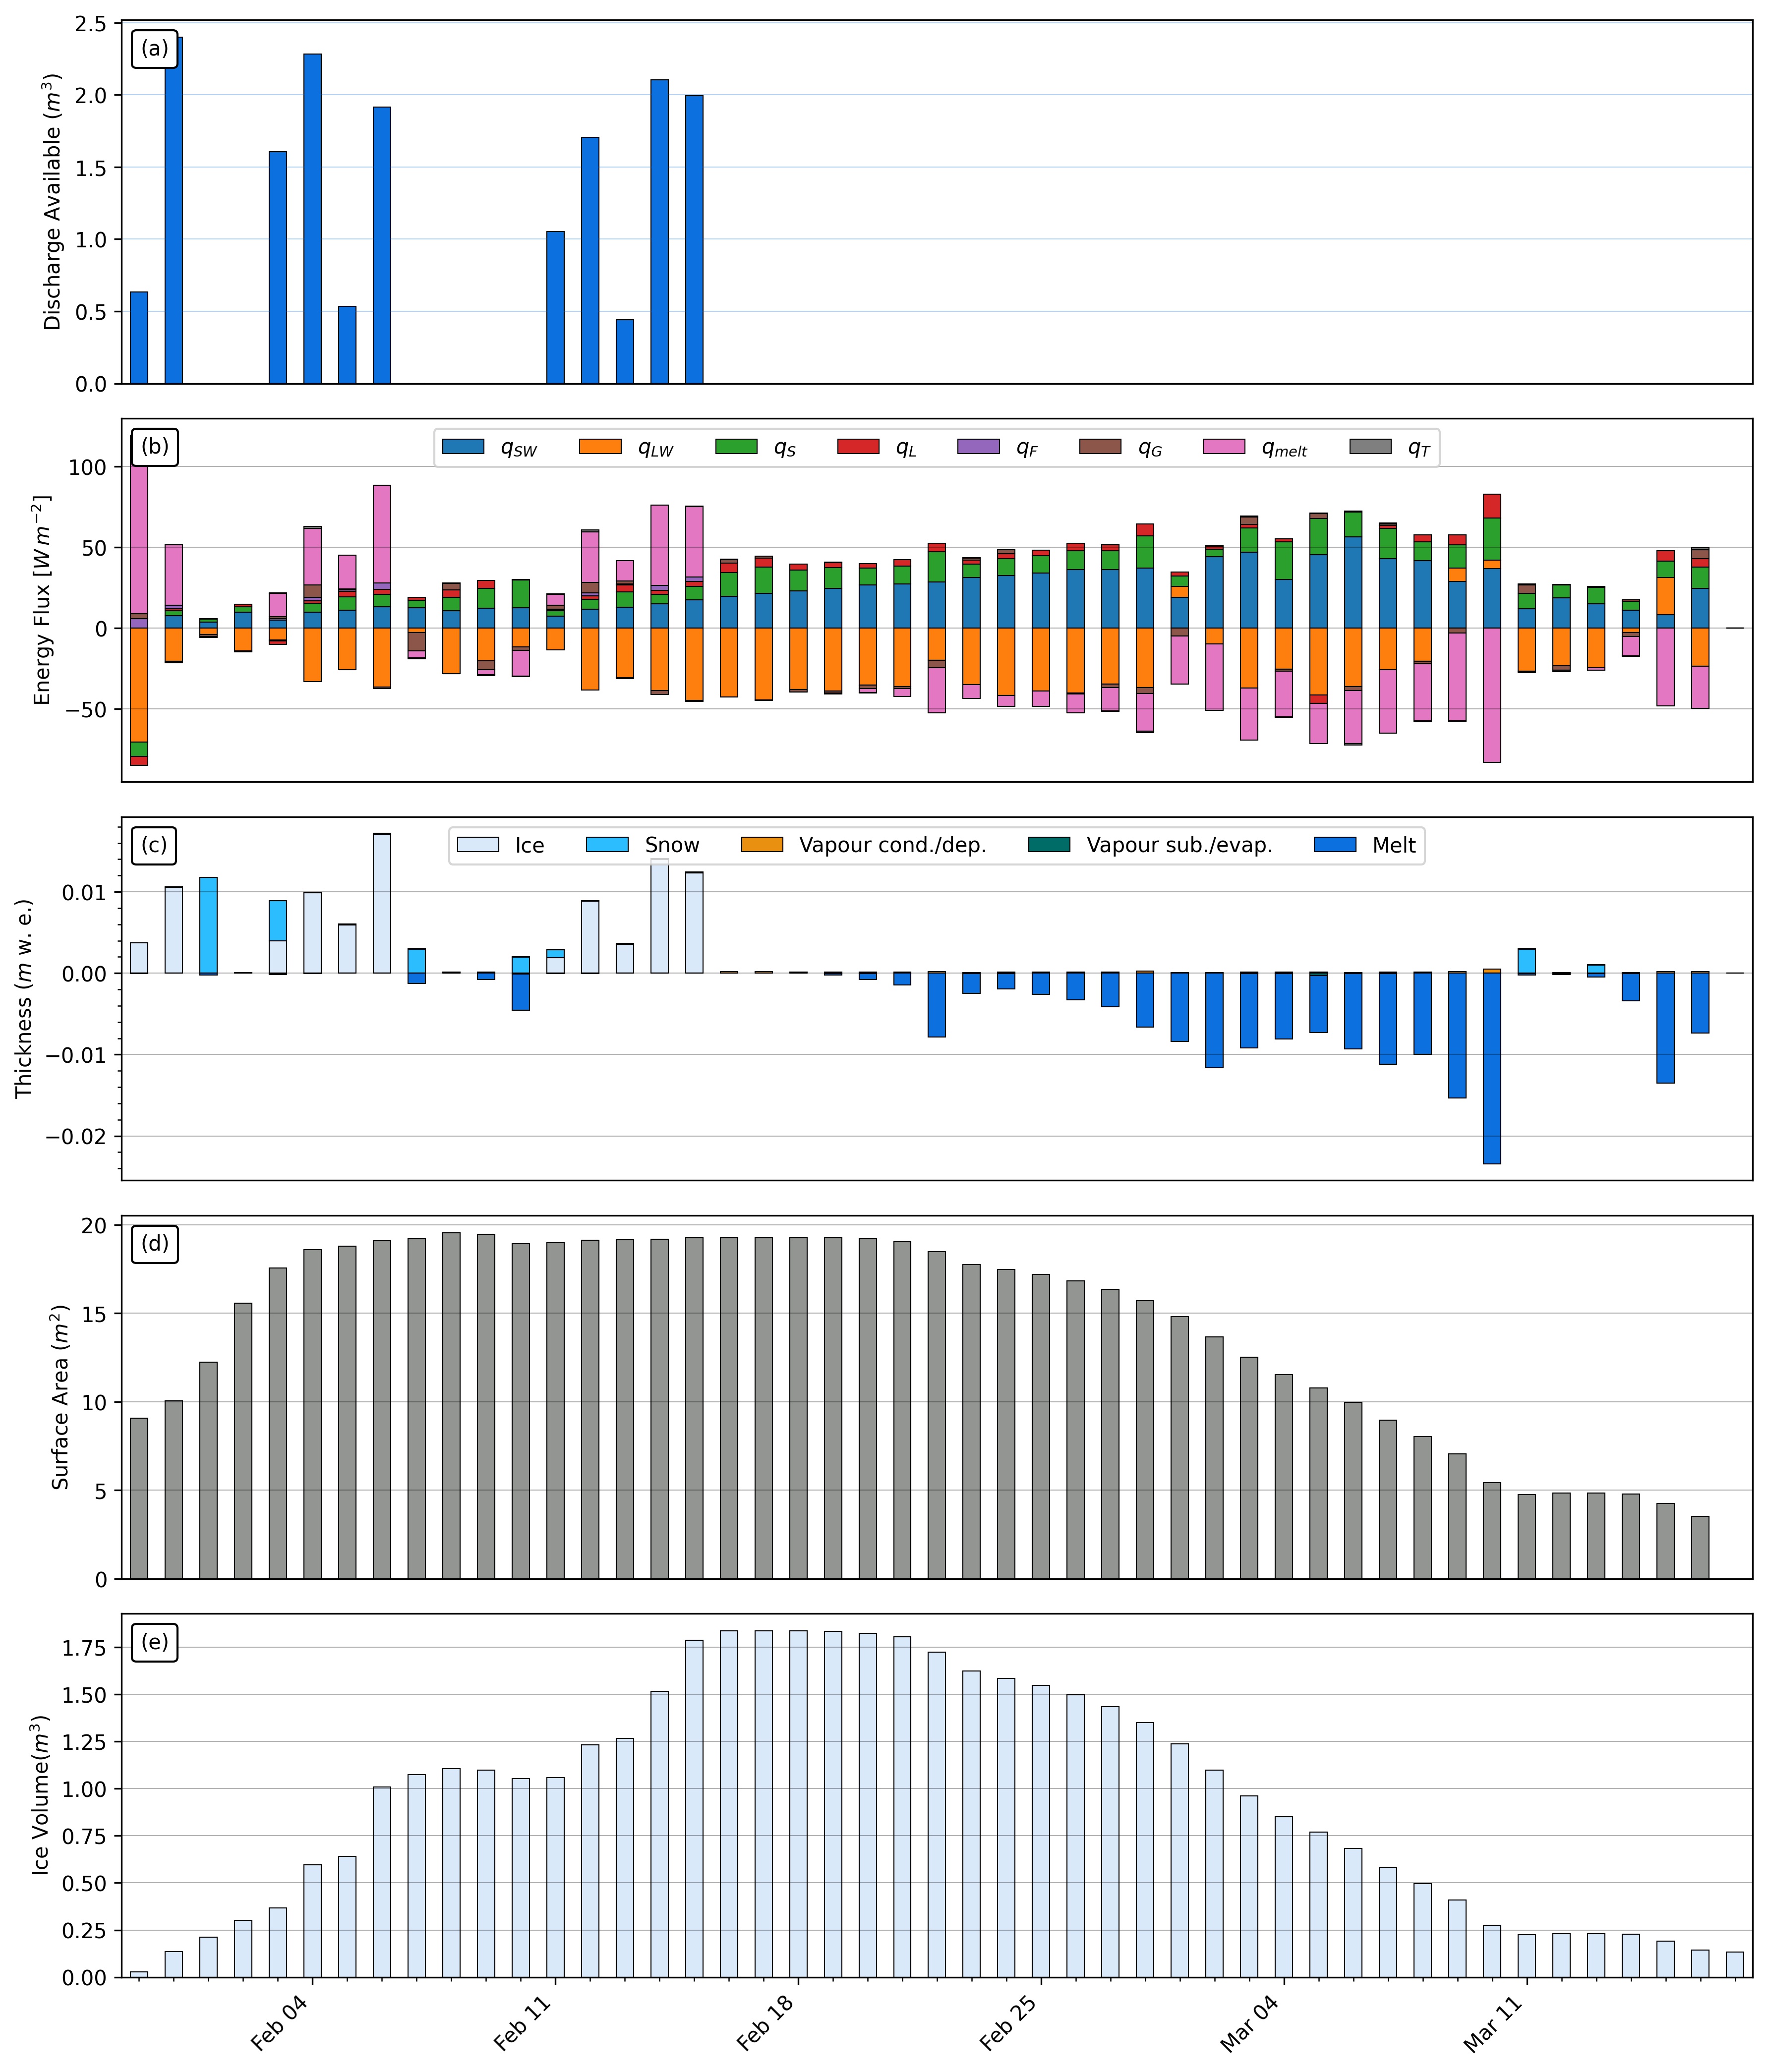 (a)
Discharge Available (m³)
2.5
2.0
1.5
1.0
0.5
0.0
(b)
q_SW q_LW q_S q_L q_F q_G q_melt q_T
Energy Flux [W m⁻²]
100
50
0
−50
(c)
Ice Snow Vapour cond./dep. Vapour sub./evap. Melt
Thickness (m w. e.)
0.01
0.00
−0.01
−0.02
(d)
Surface Area (m²)
20
15
10
5
0
(e)
Ice Volume(m³)
1.75
1.50
1.25
1.00
0.75
0.50
0.25
0.00
Feb 04 Feb 11 Feb 18 Feb 25 Mar 04 Mar 11